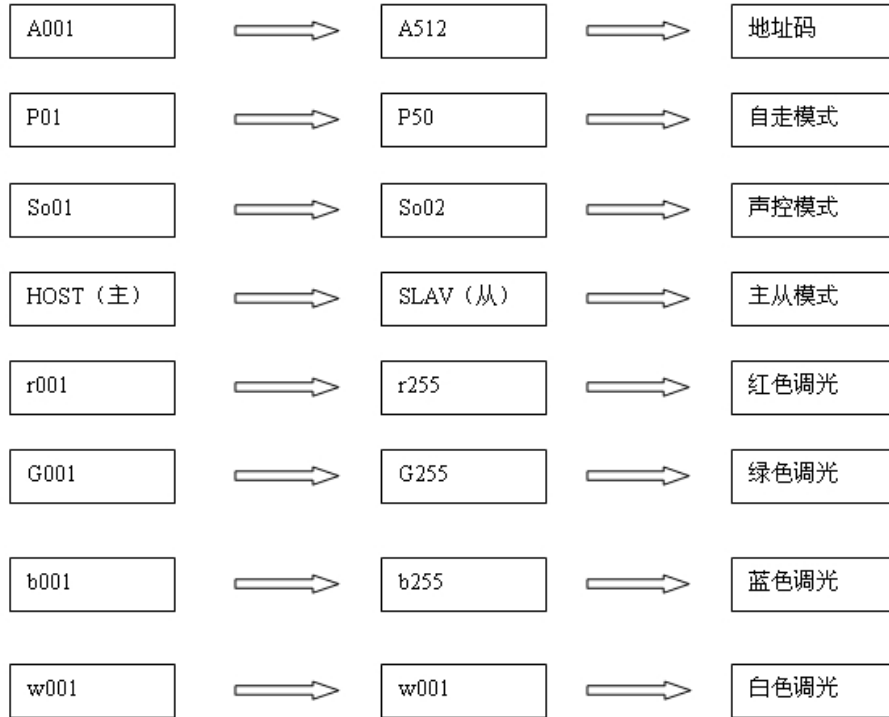 A001 A512 地址码
P01 P50 自走模式
So01 So02 声控模式
HOST（主） SLAV（从） 主从模式
r001 r255 红色调光
G001 G255 绿色调光
b001 b255 蓝色调光
w001 w001 白色调光